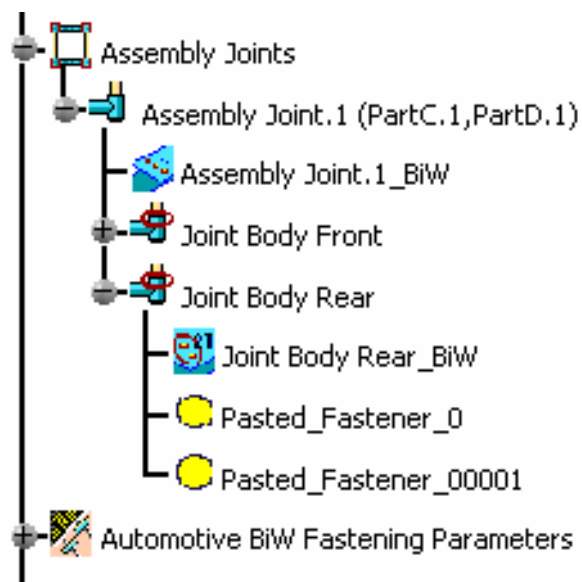 Assembly Joints
Assembly Joint.1 (PartC.1,PartD.1)
Assembly Joint.1_BiW
Joint Body Front
Joint Body Rear
Joint Body Rear_BiW
Pasted_Fastener_0
Pasted_Fastener_00001
Automotive BiW Fastening Parameters